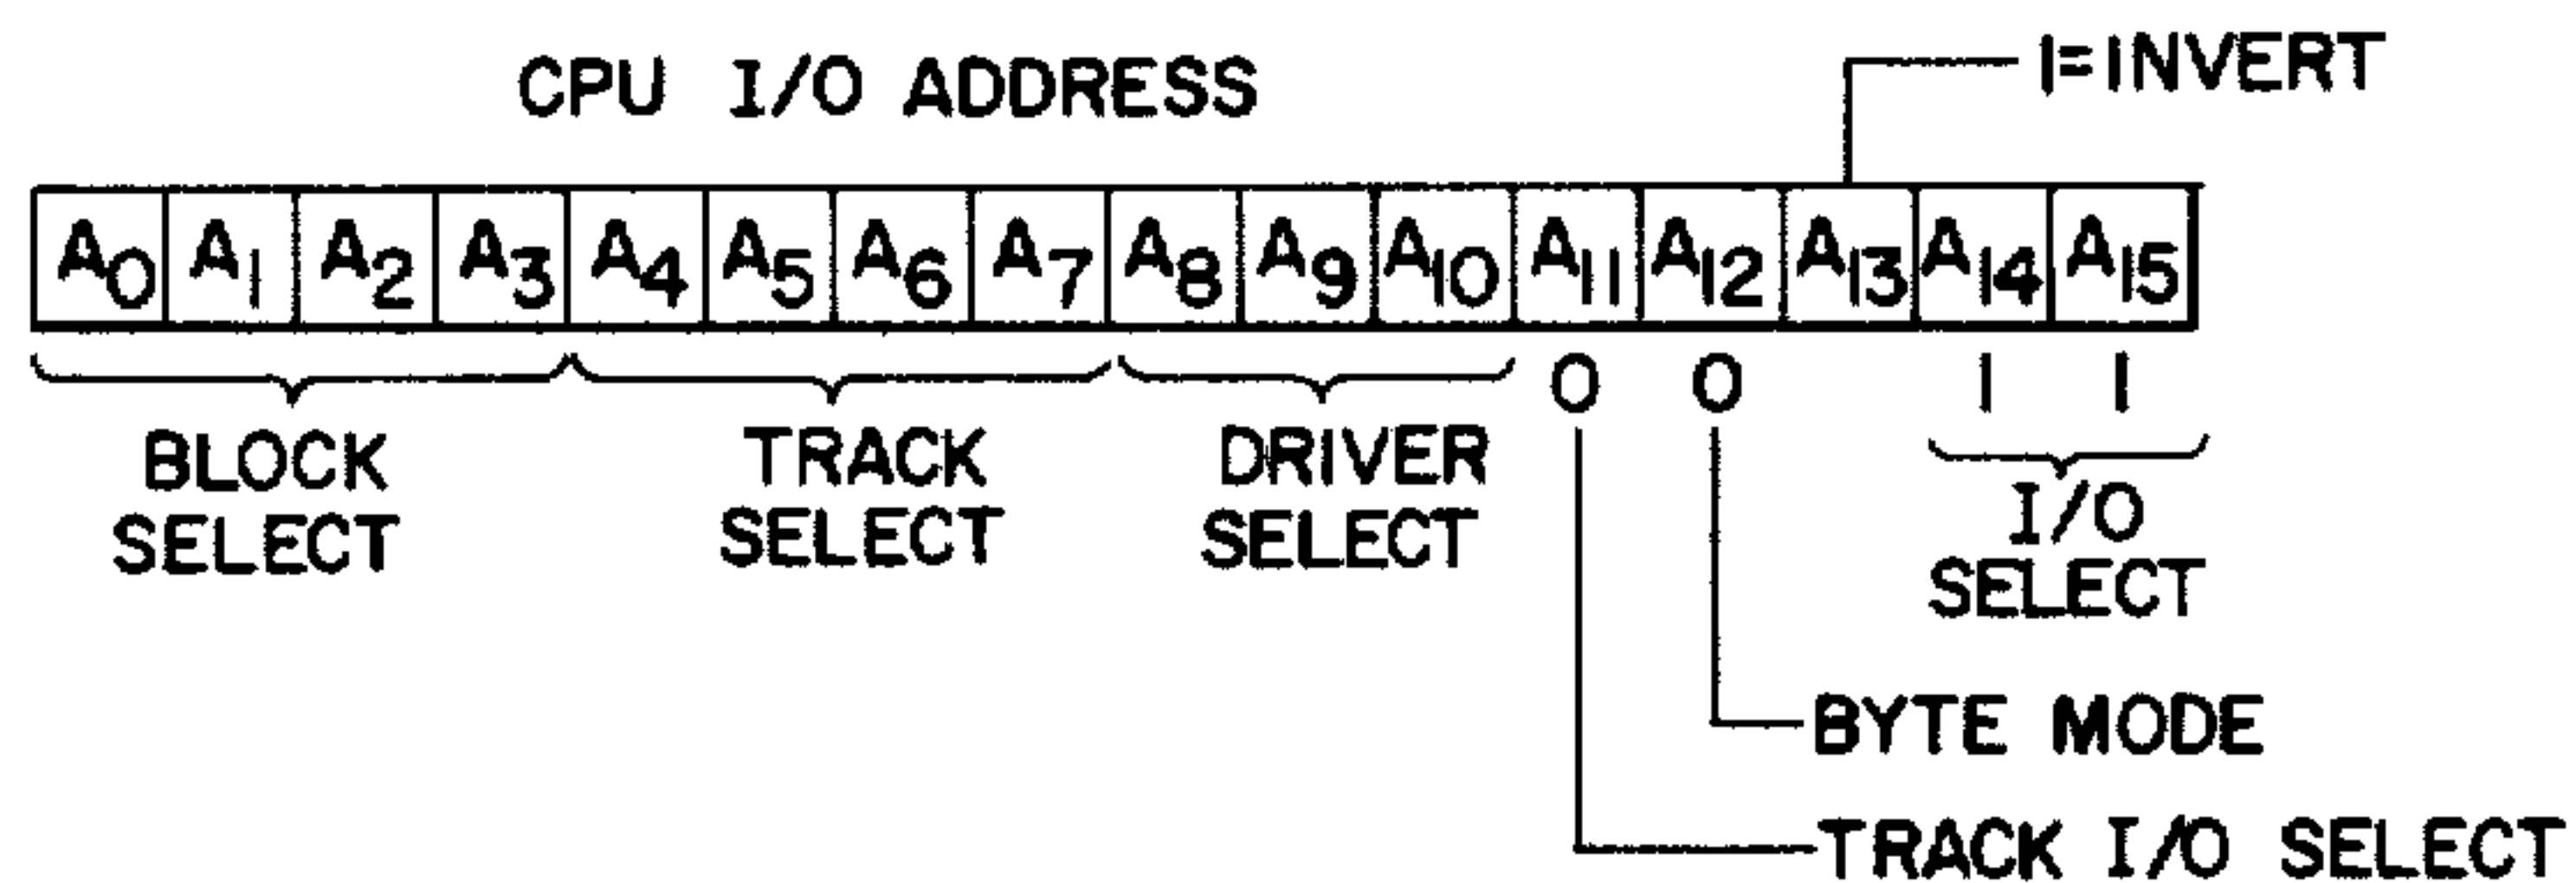 CPU I/O ADDRESS
1=INVERT
A0 A1 A2 A3 A4 A5 A6 A7 A8 A9 A10 A11 A12 A13 A14 A15
0 0 1 1
BLOCK SELECT
TRACK SELECT
DRIVER SELECT
I/O SELECT
BYTE MODE
TRACK I/O SELECT